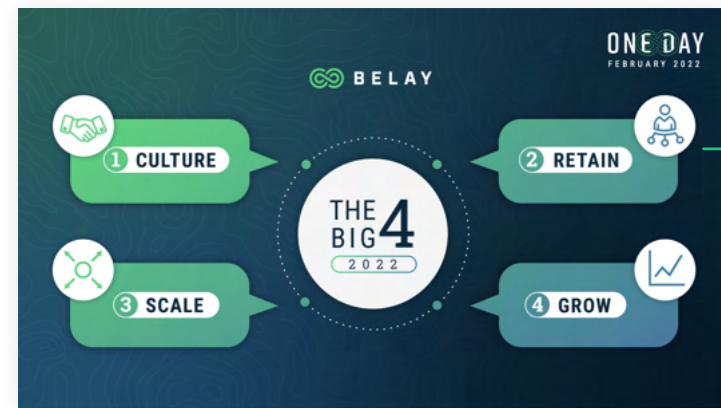 ONE DAY
FEBRUARY 2022
BELAY
1 CULTURE
2 RETAIN
THE BIG 4
2022
3 SCALE
4 GROW